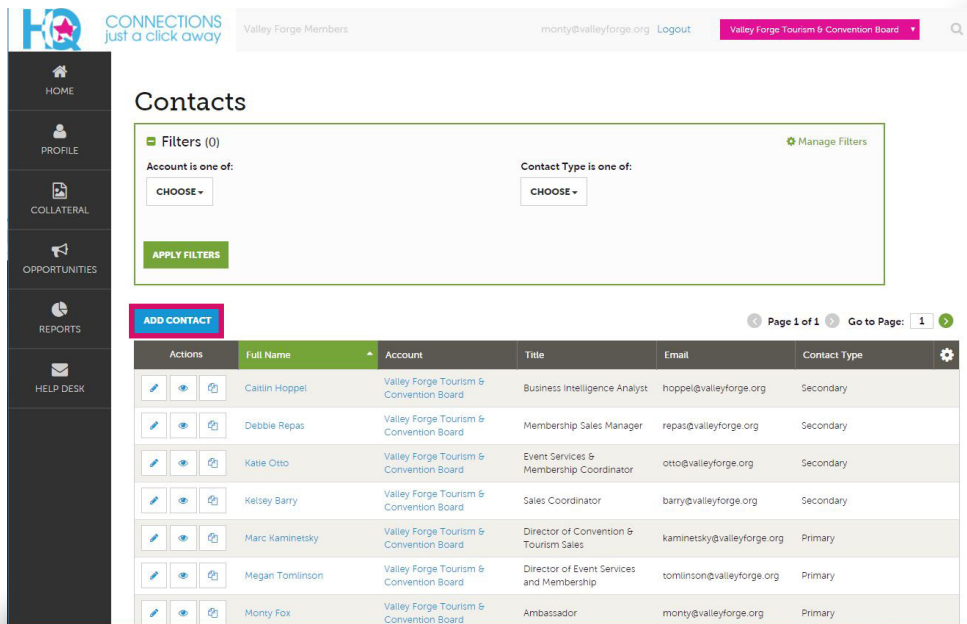 HQ CONNECTIONS
just a click away
Valley Forge Members
monty@valleyforge.org Logout
Valley Forge Tourism & Convention Board
HOME
PROFILE
COLLATERAL
OPPORTUNITIES
REPORTS
HELP DESK
Contacts
Filters (0)
Manage Filters
Account is one of:
Contact Type is one of:
CHOOSE
CHOOSE
APPLY FILTERS
ADD CONTACT
Page 1 of 1 Go to Page: 1
Actions Full Name Account Title Email Contact Type
Caitlin Hoppel Valley Forge Tourism & Convention Board Business Intelligence Analyst hoppel@valleyforge.org Secondary
Debbie Repas Valley Forge Tourism & Convention Board Membership Sales Manager repas@valleyforge.org Secondary
Katie Otto Valley Forge Tourism & Convention Board Event Services & Membership Coordinator otto@valleyforge.org Secondary
Kelsey Barry Valley Forge Tourism & Convention Board Sales Coordinator barry@valleyforge.org Secondary
Marc Kaminetsky Valley Forge Tourism & Convention Board Director of Convention & Tourism Sales kaminetsky@valleyforge.org Primary
Megan Tomlinson Valley Forge Tourism & Convention Board Director of Event Services and Membership tomlinson@valleyforge.org Primary
Monty Fox Valley Forge Tourism & Convention Board Ambassador monty@valleyforge.org Primary